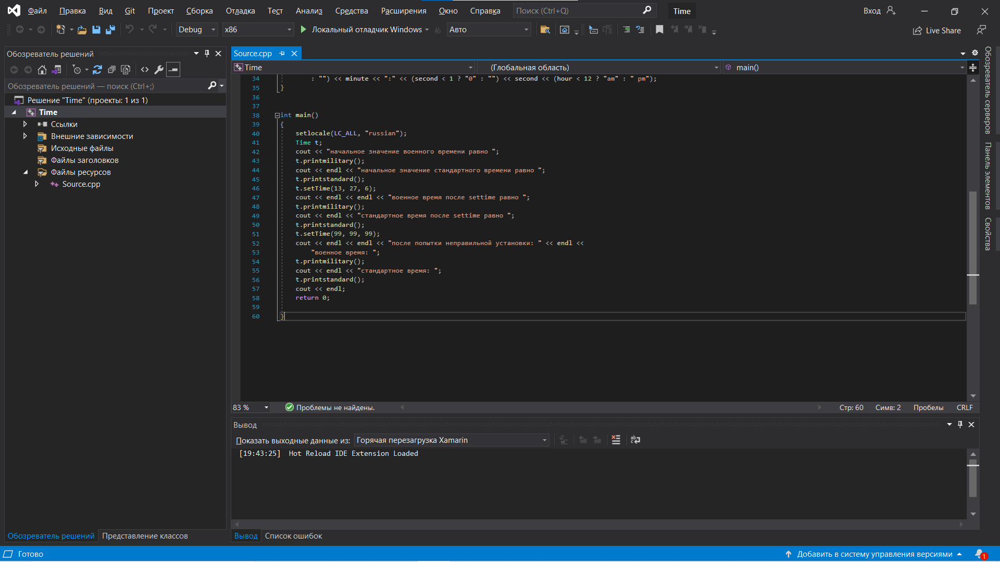 Файл Правка Вид Git Проект Сборка Отладка Тест Анализ Средства Расширения Окно Справка Поиск (Ctrl+Q) Time Вход
Debug x86 Локальный отладчик Windows Авто Live Share
Обозреватель решений
Обозреватель решений — поиск (Ctrl+;)
Решение "Time" (проекты: 1 из 1)
Time
Ссылки
Внешние зависимости
Исходные файлы
Файлы заголовков
Файлы ресурсов
Source.cpp
Обозреватель решений Представление классов
Source.cpp
Time (Глобальная область) main()
34 : "") << minute << ":" << (second < 1 ? "0" : "") << second << (hour < 12 ? "am" : " pm");
35 }
36
37
38 int main()
39 {
40 setlocale(LC_ALL, "russian");
41 Time t;
42 cout << "начальное значение военного времени равно ";
43 t.printmilitary();
44 cout << endl << "начальное значение стандартного времени равно ";
45 t.printstandard();
46 t.setTime(13, 27, 6);
47 cout << endl << endl << "военное время после settime равно ";
48 t.printmilitary();
49 cout << endl << "стандартное время после settime равно ";
50 t.printstandard();
51 t.setTime(99, 99, 99);
52 cout << endl << endl << "после попытки неправильной установки: " << endl <<
53 "военное время: ";
54 t.printmilitary();
55 cout << endl << "стандартное время: ";
56 t.printstandard();
57 cout << endl;
58 return 0;
59
60 }
83 % Проблемы не найдены. Стр: 60 Симв: 2 Пробелы CRLF
Вывод
Показать выходные данные из: Горячая перезагрузка Xamarin
[19:43:25] Hot Reload IDE Extension Loaded
Вывод Список ошибок
Обозреватель серверов
Панель элементов
Свойства
Готово Добавить в систему управления версиями 1